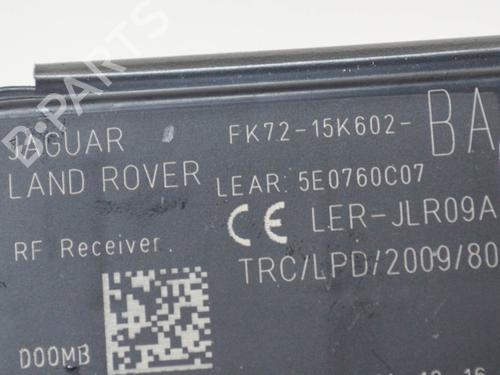 B-PARTS
JAGUAR
LAND ROVER
FK72-15K602- BA
LEAR: 5E0760C07
CE LER-JLR09A
RF Receiver.
TRC/LPD/2009/80
D00MB